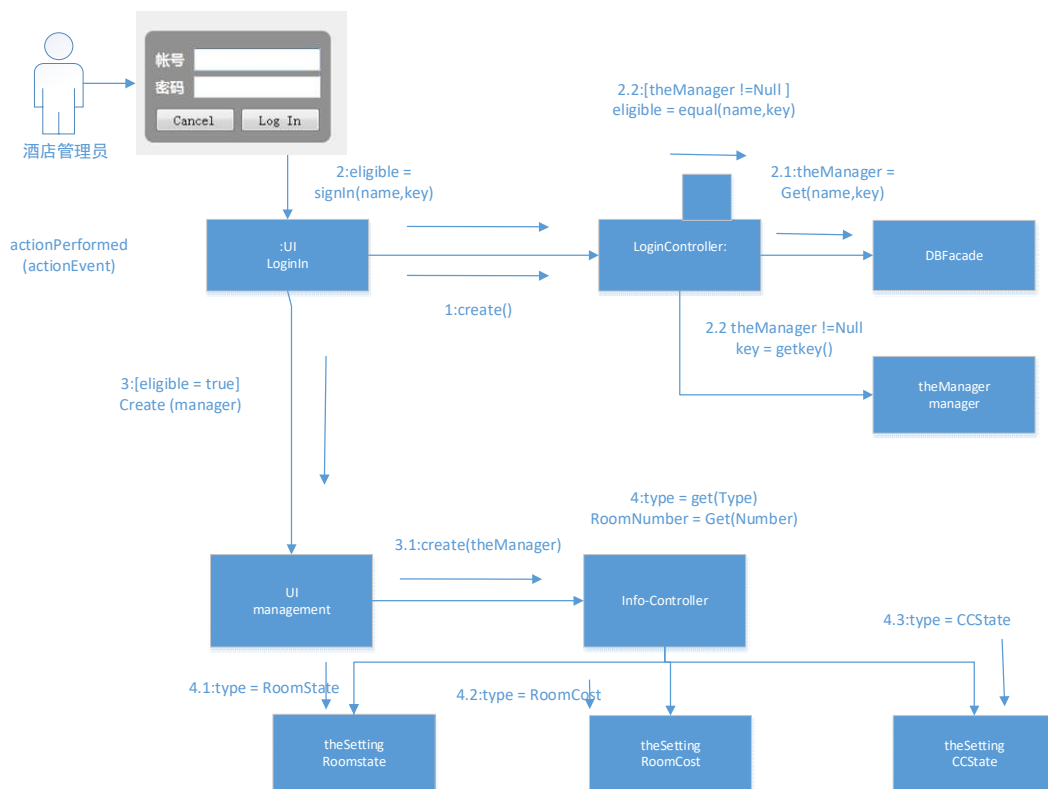 帐号
密码
Cancel
Log In
酒店管理员
2.2:[theManager !=Null ]
eligible = equal(name,key)
2:eligible =
signIn(name,key)
2.1:theManager =
Get(name,key)
actionPerformed
(actionEvent)
:UI
LoginIn
LoginController:
DBFacade
1:create()
2.2 theManager !=Null
key = getkey()
3:[eligible = true]
Create (manager)
theManager
manager
4:type = get(Type)
RoomNumber = Get(Number)
3.1:create(theManager)
UI
management
Info-Controller
4.3:type = CCState
4.1:type = RoomState
4.2:type = RoomCost
theSetting
Roomstate
theSetting
RoomCost
theSetting
CCState